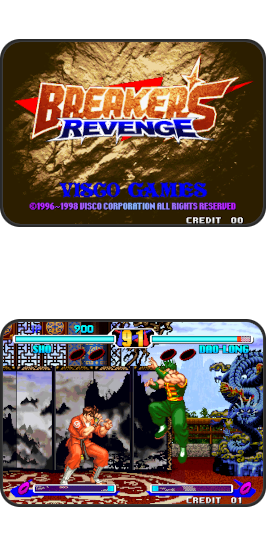 BREAKER'S
REVENGE
VISCO GAMES
©1996~1998 VISCO CORPORATION ALL RIGHTS RESERVED
CREDIT 00
900
91
SHO
DAO-LONG
CREDIT 01